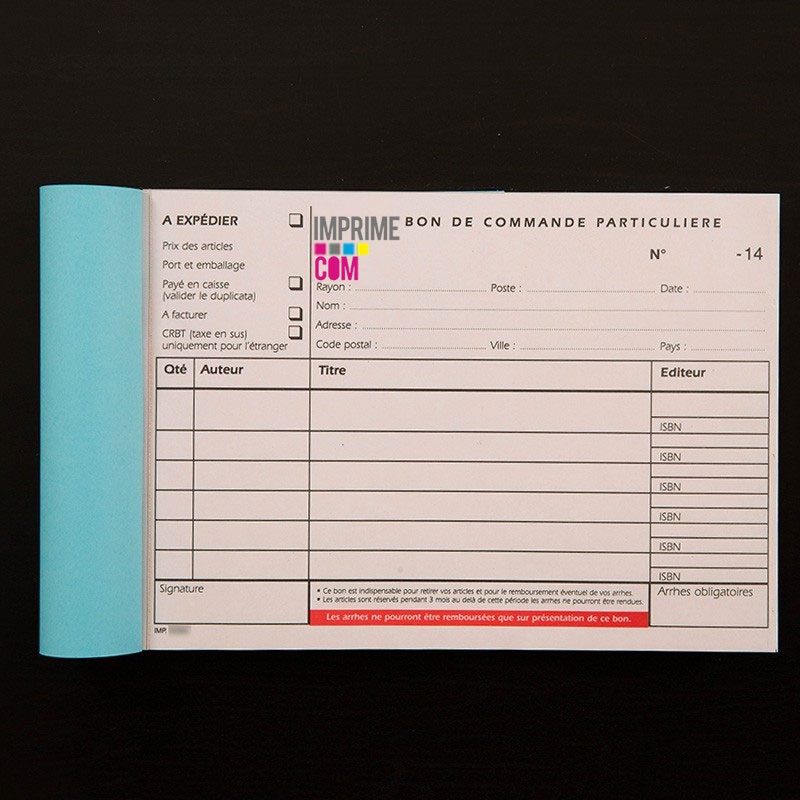 A EXPÉDIER
Prix des articles
Port et emballage
Payé en caisse
(valider le duplicata)
A facturer
CRBT (taxe en sus)
uniquement pour l'étranger
IMPRIME
COM
BON DE COMMANDE PARTICULIERE
N° -14
Rayon : Poste : Date :
Nom :
Adresse :
Code postal : Ville : Pays :
Qté Auteur Titre Editeur
ISBN
ISBN
ISBN
ISBN
ISBN
ISBN
Signature
• Ce bon est indispensable pour retirer vos articles et pour le remboursement éventuel de vos arrhes.
• Les articles sont réservés pendant 3 mois au delà de cette période les arrhes ne pourront être rendues.
Les arrhes ne pourront être remboursées que sur présentation de ce bon.
Arrhes obligatoires
IMP.